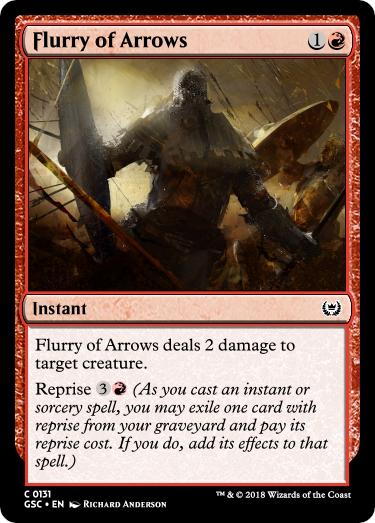 Flurry of Arrows 1
Instant
Flurry of Arrows deals 2 damage to
target creature.
Reprise 3 (As you cast an instant or
sorcery spell, you may exile one card with
reprise from your graveyard and pay its
reprise cost. If you do, add its effects to that
spell.)
C 0131
GSC • EN Richard Anderson
™ & © 2018 Wizards of the Coast